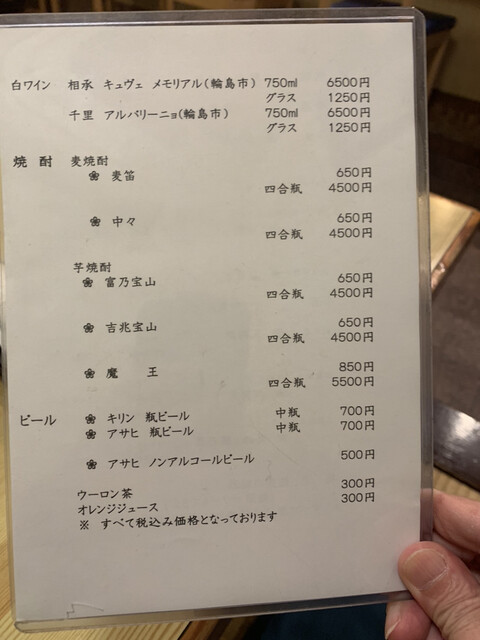 白ワイン 相承 キュヴェ メモリアル(輪島市) 750ml 6500円
グラス 1250円
千里 アルバリーニョ(輪島市) 750ml 6500円
グラス 1250円
焼 酎 麦焼酎
❀ 麦笛 650円
四合瓶 4500円
❀ 中々 650円
四合瓶 4500円
芋焼酎
❀ 富乃宝山 650円
四合瓶 4500円
❀ 吉兆宝山 650円
四合瓶 4500円
❀ 魔 王 850円
四合瓶 5500円
ビール ❀ キリン 瓶ビール 中瓶 700円
❀ アサヒ 瓶ビール 中瓶 700円
❀ アサヒ ノンアルコールビール 500円
ウーロン茶 300円
オレンジジュース 300円
※ すべて税込み価格となっております